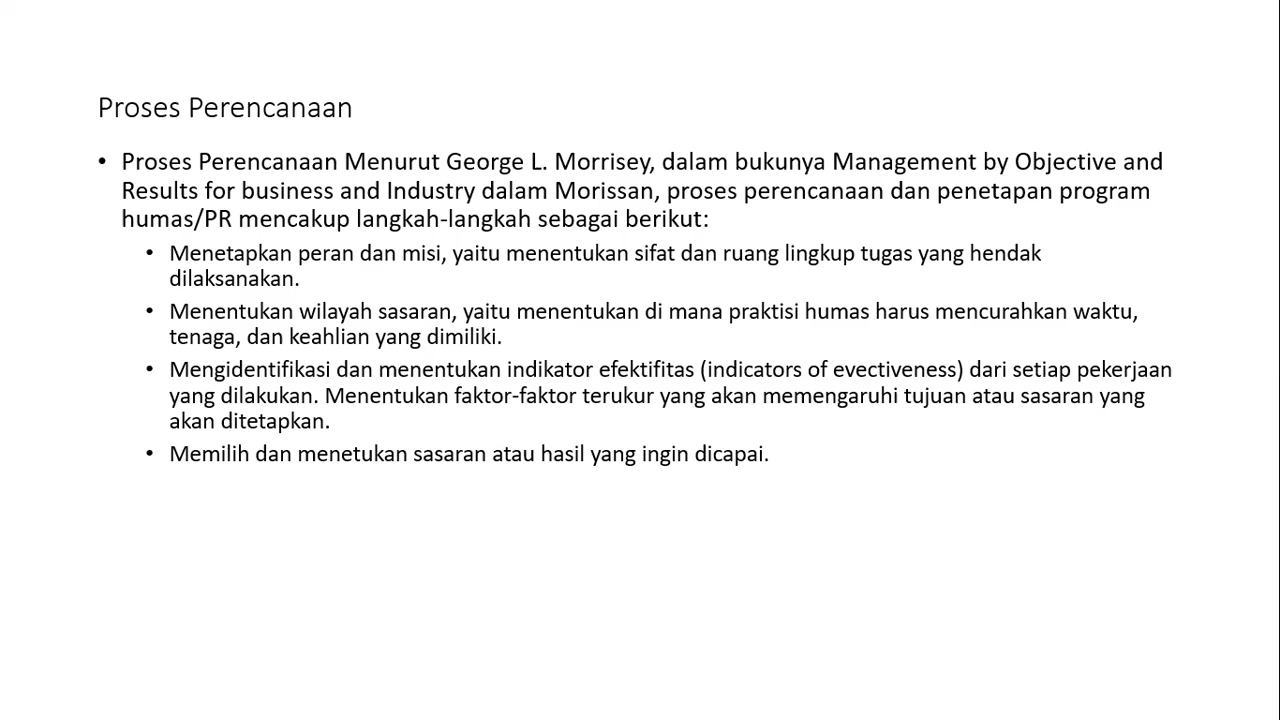 Proses Perencanaan
• Proses Perencanaan Menurut George L. Morrisey, dalam bukunya Management by Objective and
Results for business and Industry dalam Morissan, proses perencanaan dan penetapan program
humas/PR mencakup langkah-langkah sebagai berikut:
• Menetapkan peran dan misi, yaitu menentukan sifat dan ruang lingkup tugas yang hendak
dilaksanakan.
• Menentukan wilayah sasaran, yaitu menentukan di mana praktisi humas harus mencurahkan waktu,
tenaga, dan keahlian yang dimiliki.
• Mengidentifikasi dan menentukan indikator efektifitas (indicators of evectiveness) dari setiap pekerjaan
yang dilakukan. Menentukan faktor-faktor terukur yang akan memengaruhi tujuan atau sasaran yang
akan ditetapkan.
• Memilih dan menetukan sasaran atau hasil yang ingin dicapai.